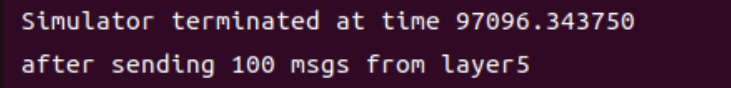 Simulator terminated at time 97096.343750
after sending 100 msgs from layer5